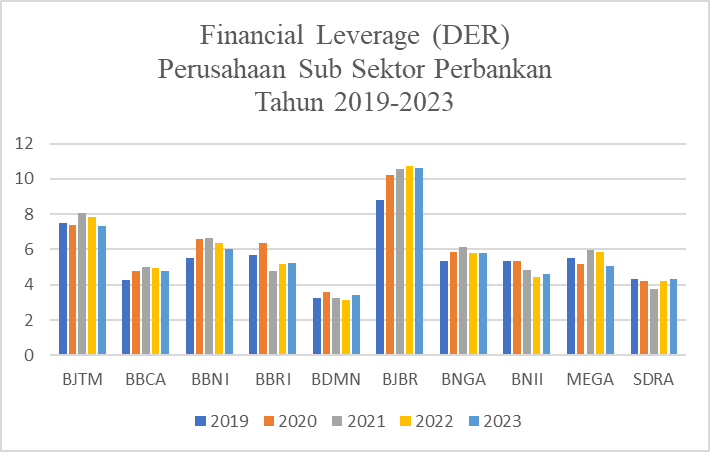 Financial Leverage (DER)
Perusahaan Sub Sektor Perbankan
Tahun 2019-2023
12
10
8
6
4
2
0
BJTM BBCA BBNI BBRI BDMN BJBR BNGA BNII MEGA SDRA
2019 2020 2021 2022 2023